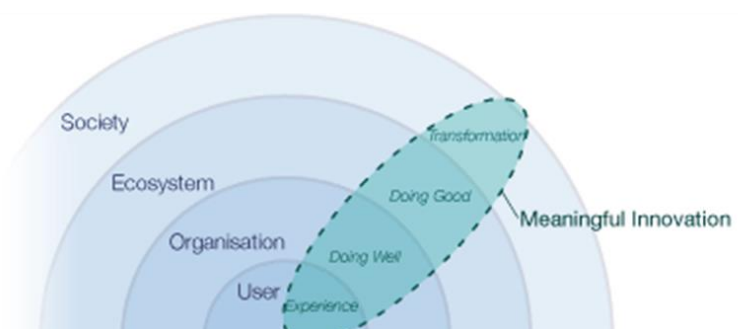 Society
Transformation
Ecosystem
Doing Good
Meaningful Innovation
Organisation
Doing Well
User
Experience